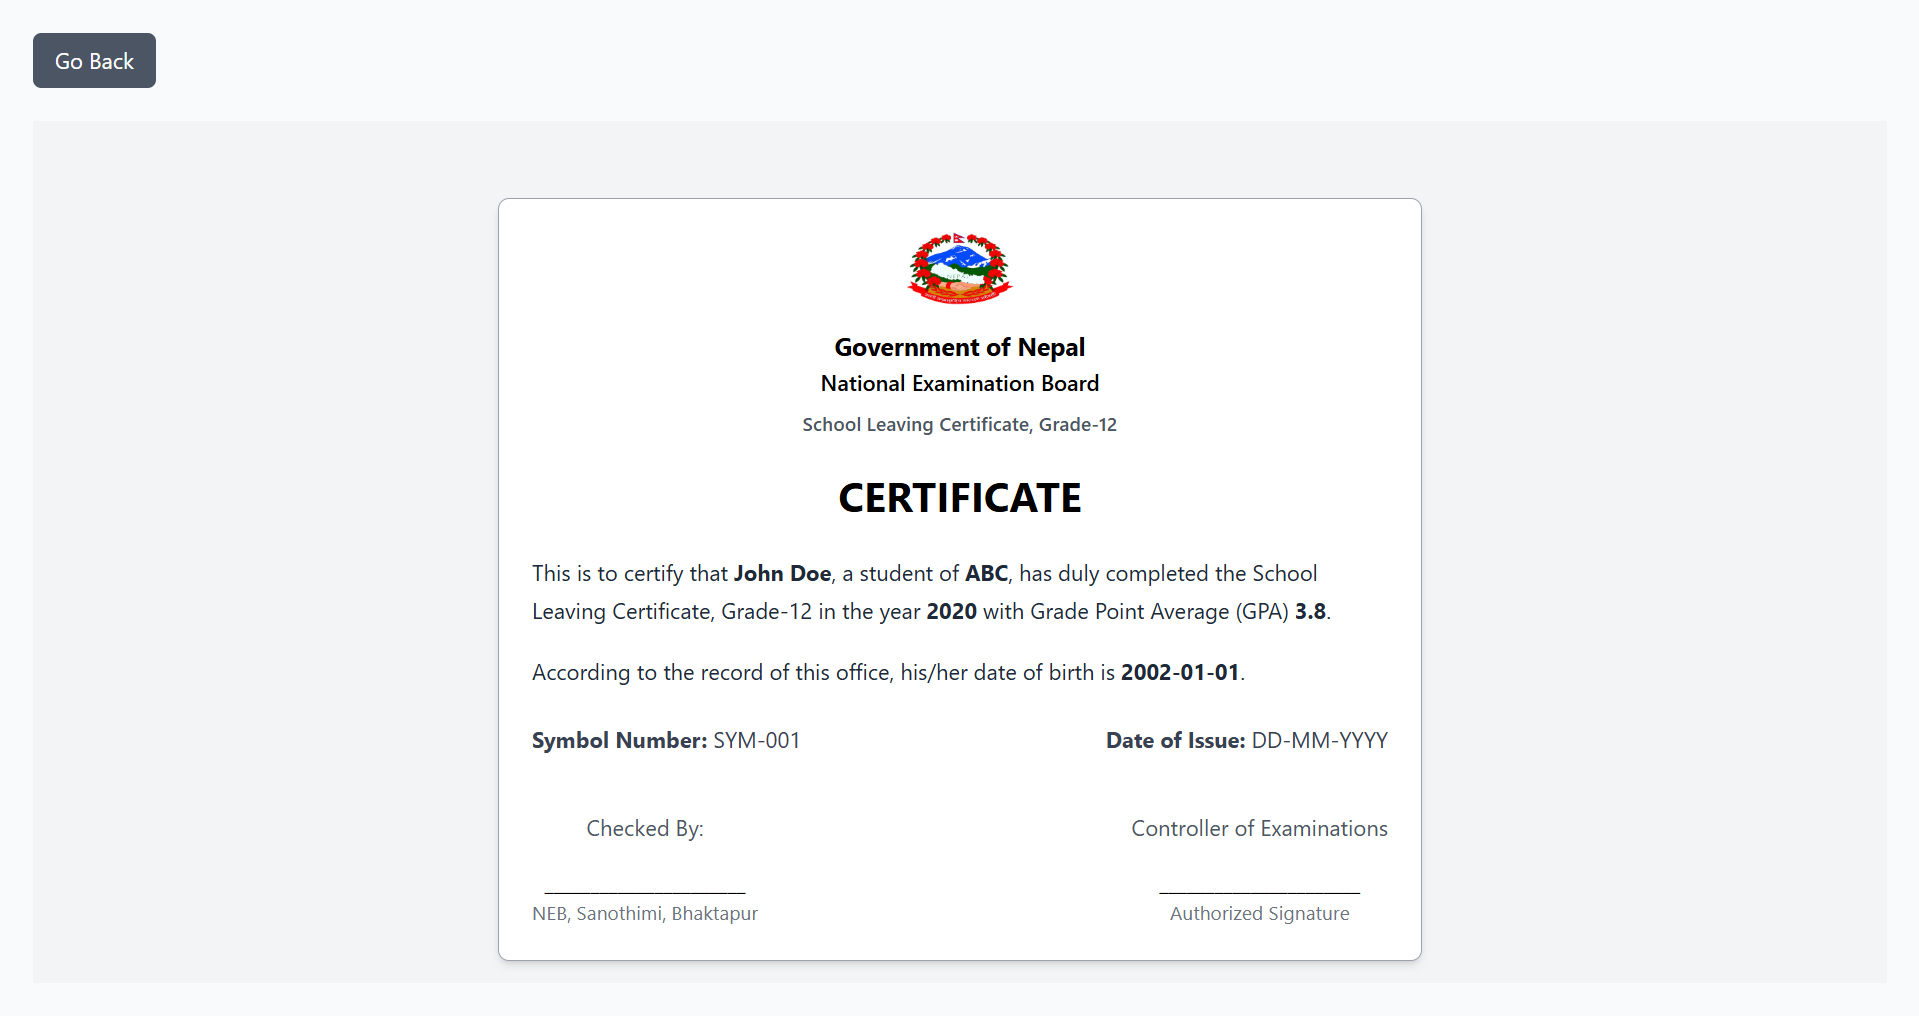 Go Back
Government of Nepal
National Examination Board
School Leaving Certificate, Grade-12
CERTIFICATE
This is to certify that John Doe, a student of ABC, has duly completed the School
Leaving Certificate, Grade-12 in the year 2020 with Grade Point Average (GPA) 3.8.
According to the record of this office, his/her date of birth is 2002-01-01.
Symbol Number: SYM-001 Date of Issue: DD-MM-YYYY
Checked By: Controller of Examinations
NEB, Sanothimi, Bhaktapur Authorized Signature